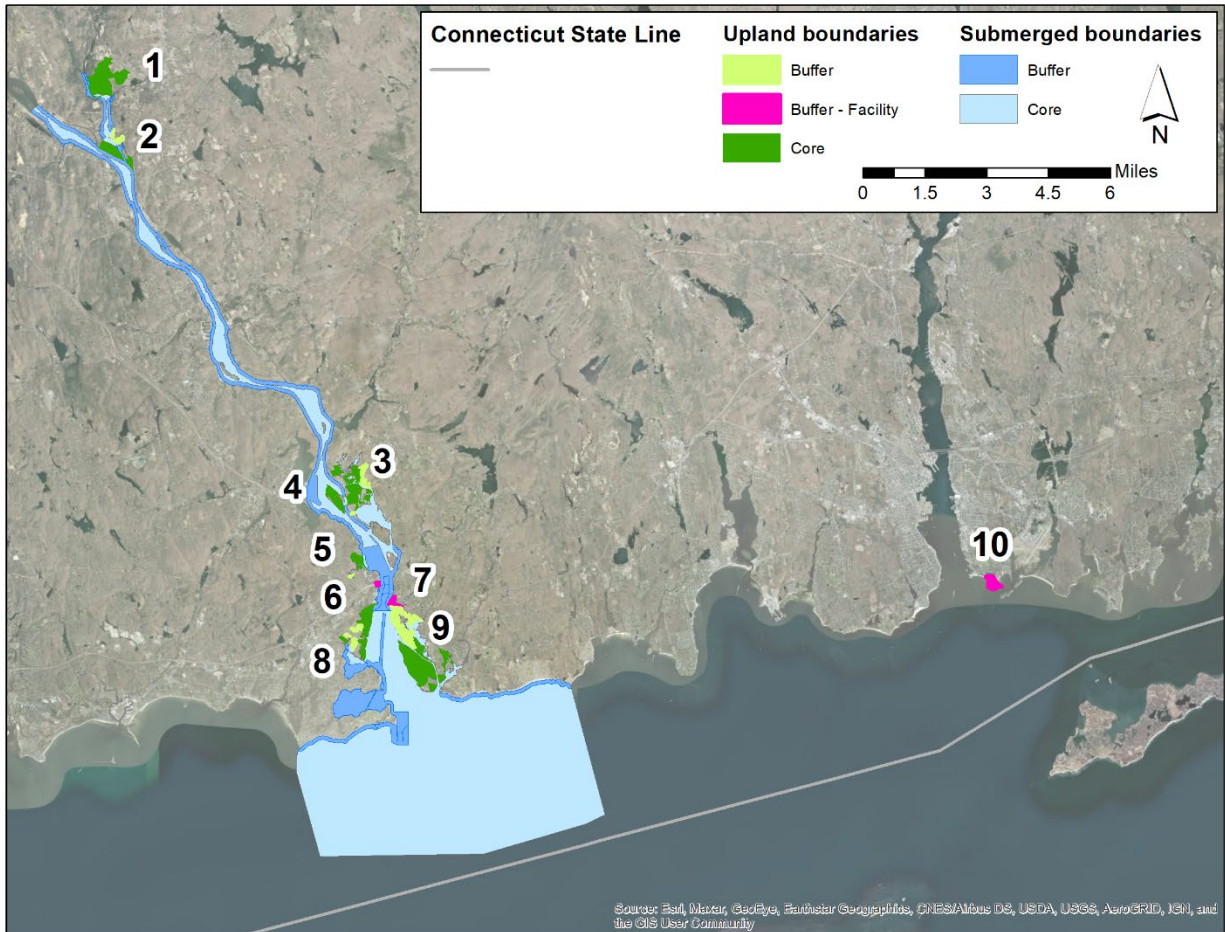 Connecticut State Line
Upland boundaries
Buffer
Buffer - Facility
Core
Submerged boundaries
Buffer
Core
N
Miles
0 1.5 3 4.5 6
1
2
3
4
5
6
7
8
9
10
Source: Esri, Maxar, GeoEye, Earthstar Geographics, CNES/Airbus DS, USDA, USGS, AeroGRID, IGN, and
the GIS User Community